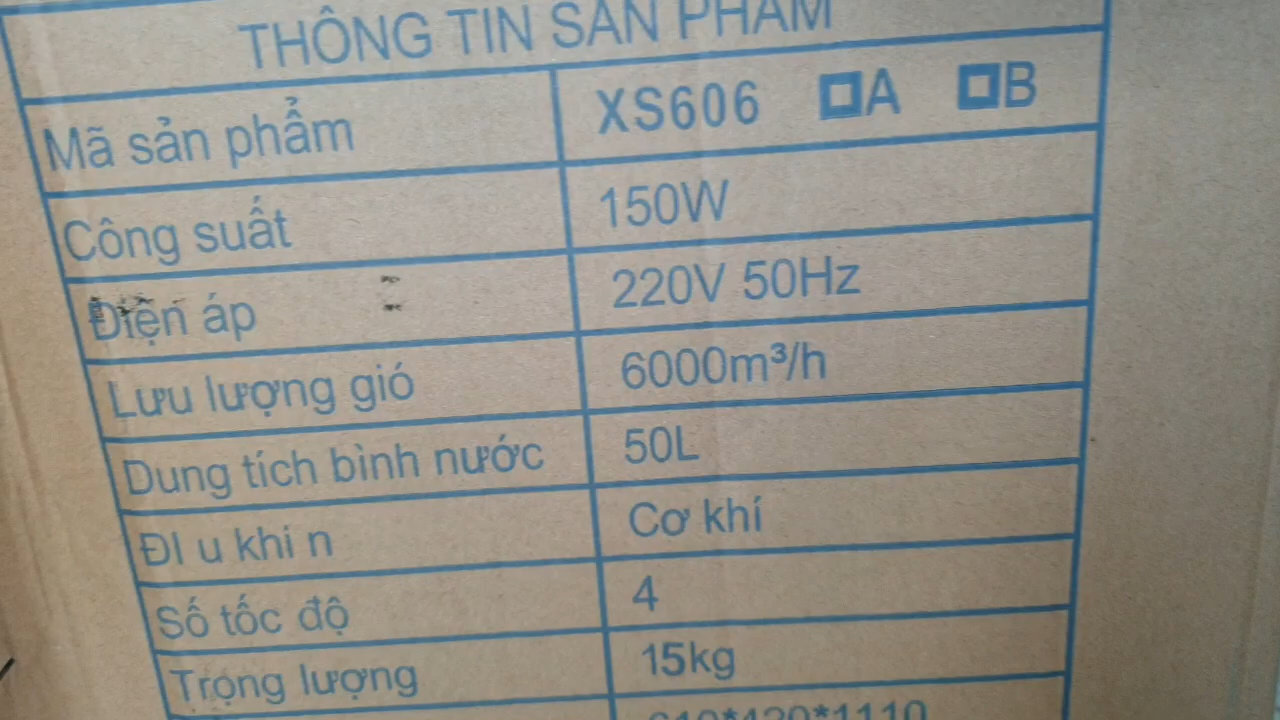 THÔNG TIN SẢN PHẨM
Mã sản phẩm XS606 A B
Công suất 150W
Điện áp 220V 50Hz
Lưu lượng gió 6000m³/h
Dung tích bình nước 50L
ĐI u khi n Cơ khí
Số tốc độ 4
Trọng lượng 15kg